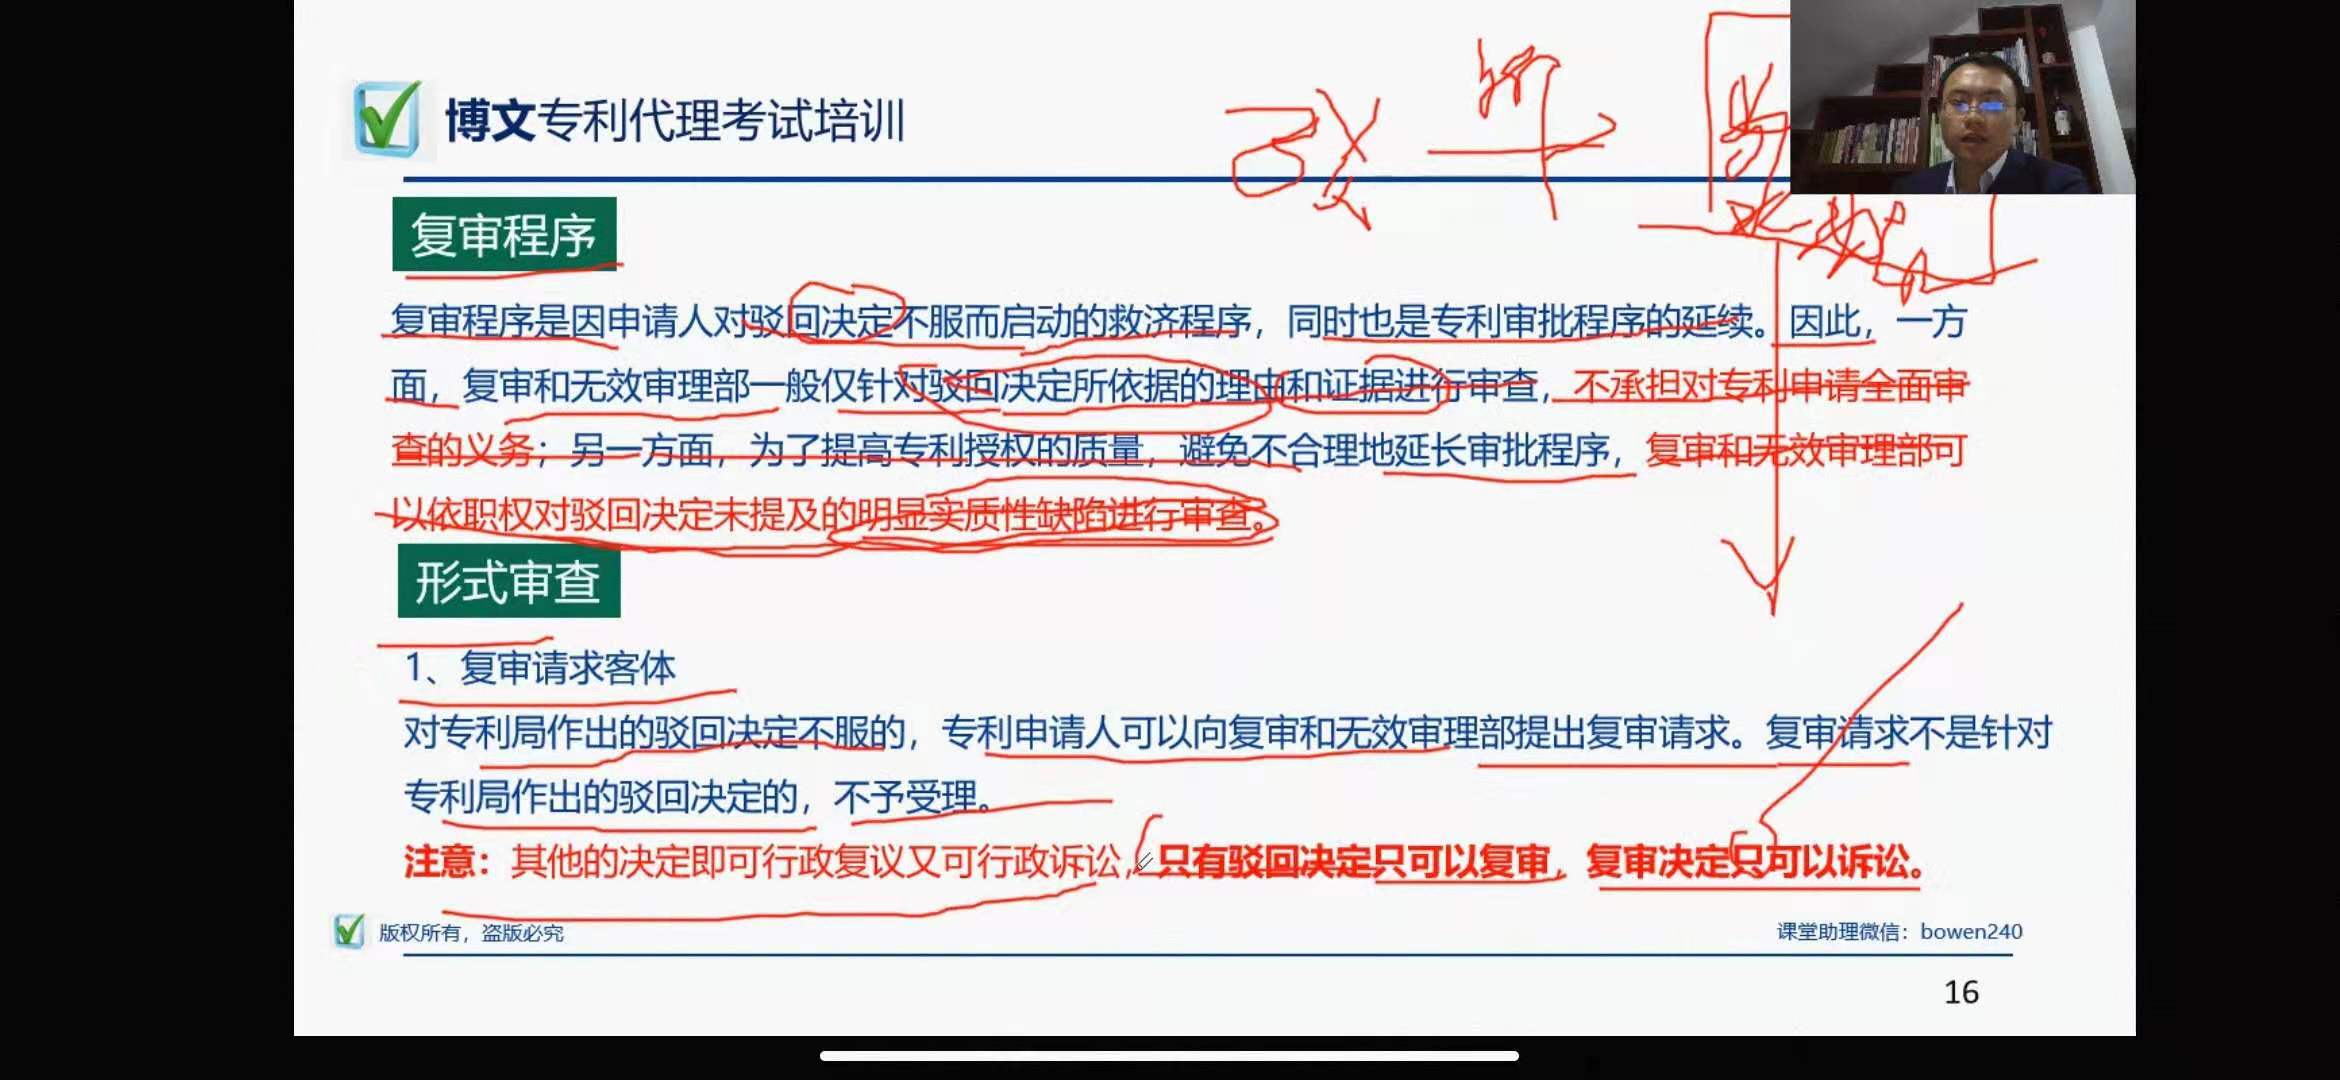 博文专利代理考试培训
复审程序
复审程序是因申请人对驳回决定不服而启动的救济程序，同时也是专利审批程序的延续。因此，一方
面，复审和无效审理部一般仅针对驳回决定所依据的理由和证据进行审查，不承担对专利申请全面审
查的义务；另一方面，为了提高专利授权的质量，避免不合理地延长审批程序，复审和无效审理部可
以依职权对驳回决定未提及的明显实质性缺陷进行审查。
形式审查
1、复审请求客体
对专利局作出的驳回决定不服的，专利申请人可以向复审和无效审理部提出复审请求。复审请求不是针对
专利局作出的驳回决定的，不予受理。
注意：其他的决定即可行政复议又可行政诉讼，只有驳回决定只可以复审，复审决定只可以诉讼。
版权所有，盗版必究
课堂助理微信：bowen240
16